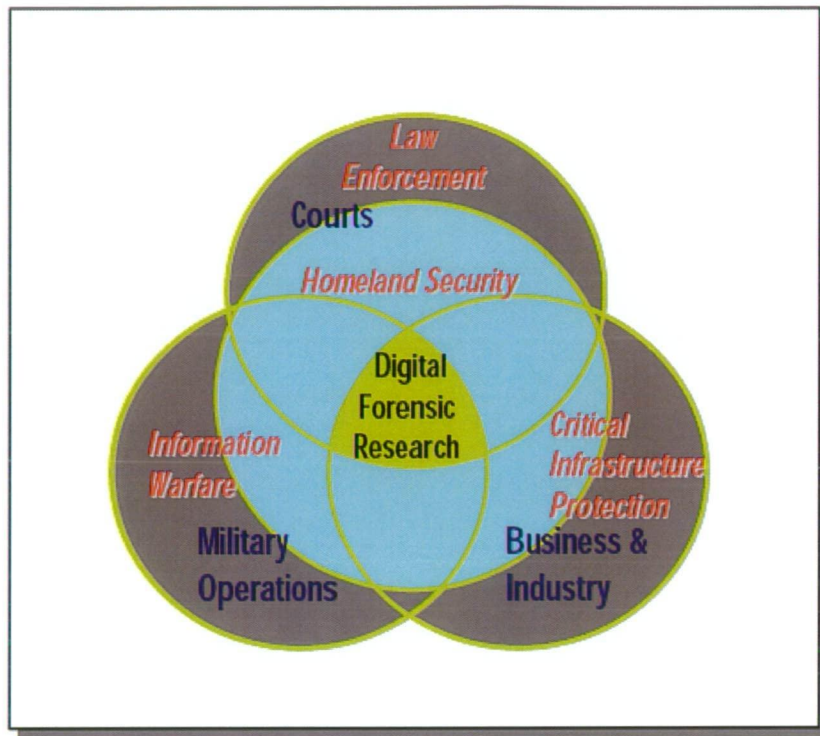 Law
Enforcement
Courts
Homeland Security
Digital
Forensic
Research
Information
Warfare
Critical
Infrastructure
Protection
Military
Operations
Business &
Industry